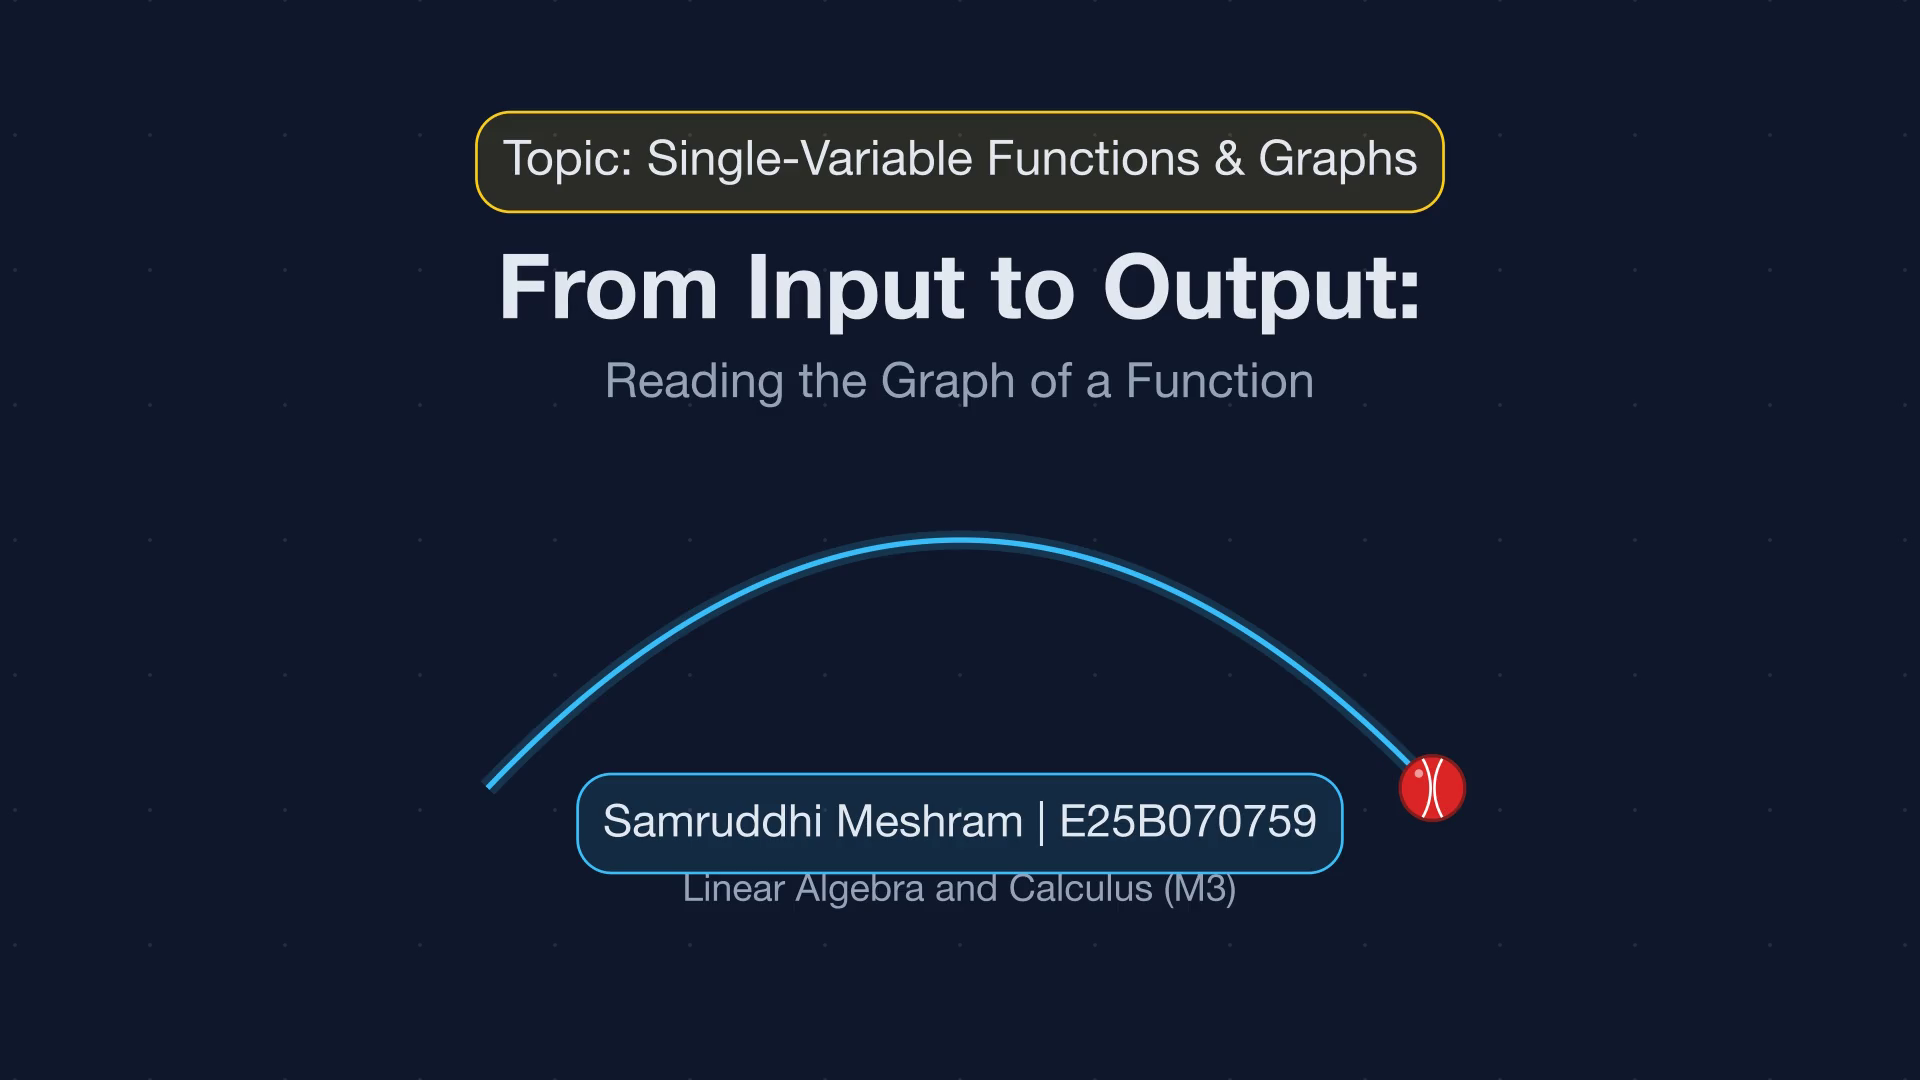 Topic: Single-Variable Functions & Graphs
From Input to Output:
Reading the Graph of a Function
Samruddhi Meshram | E25B070759
Linear Algebra and Calculus (M3)